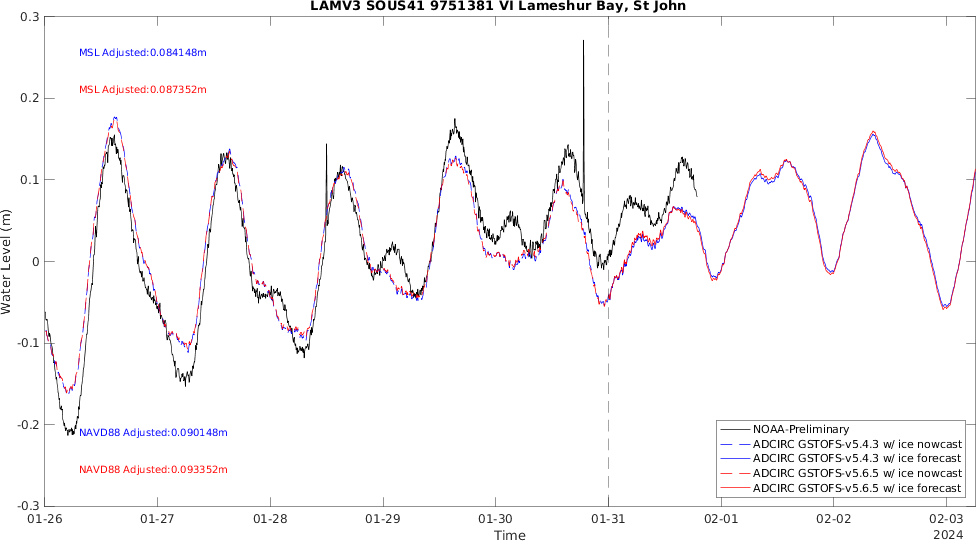 LAMV3 SOUS41 9751381 VI Lameshur Bay, St John
0.3
MSL Adjusted:0.084148m
MSL Adjusted:0.087352m
0.2
0.1
0
-0.1
-0.2
-0.3
Water Level (m)
NAVD88 Adjusted:0.090148m
NAVD88 Adjusted:0.093352m
NOAA-Preliminary
ADCIRC GSTOFS-v5.4.3 w/ ice nowcast
ADCIRC GSTOFS-v5.4.3 w/ ice forecast
ADCIRC GSTOFS-v5.6.5 w/ ice nowcast
ADCIRC GSTOFS-v5.6.5 w/ ice forecast
01-26 01-27 01-28 01-29 01-30 01-31 02-01 02-02 02-03
Time
2024